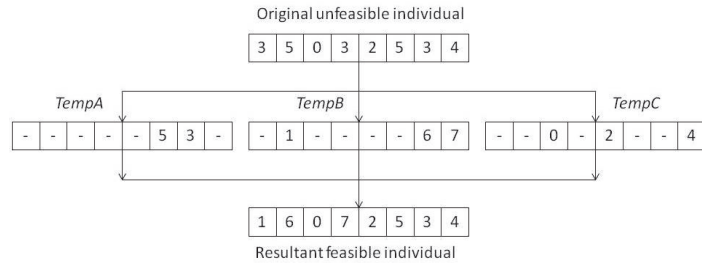 Original unfeasible individual
3 5 0 3 2 5 3 4
TempA TempB TempC
- - - - - 5 3 - - 1 - - - - 6 7 - - 0 - 2 - - 4
1 6 0 7 2 5 3 4
Resultant feasible individual